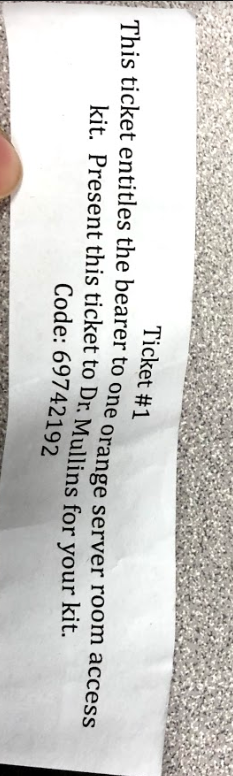 Ticket #1
This ticket entitles the bearer to one orange server room access
kit. Present this ticket to Dr. Mullins for your kit.
Code: 69742192